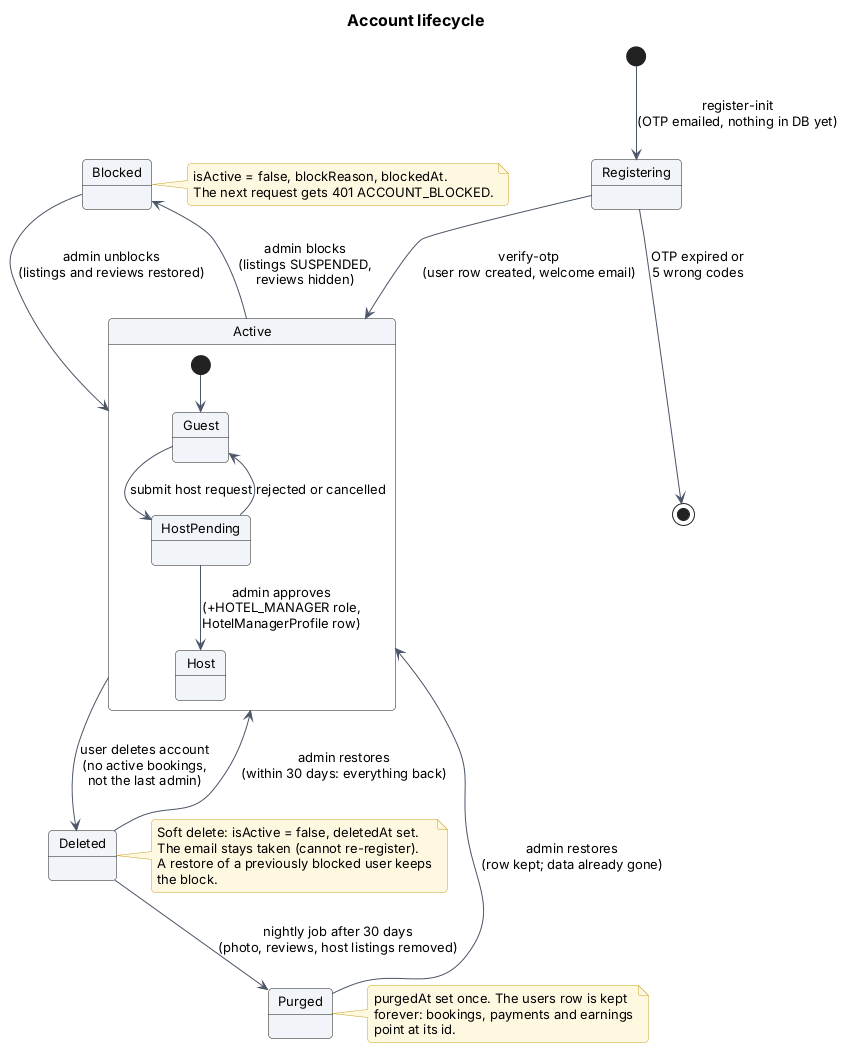 Account lifecycle
register-init
(OTP emailed, nothing in DB yet)
Blocked
isActive = false, blockReason, blockedAt.
The next request gets 401 ACCOUNT_BLOCKED.
Registering
admin unblocks
(listings and reviews restored)
admin blocks
(listings SUSPENDED,
reviews hidden)
verify-otp
(user row created, welcome email)
OTP expired or
5 wrong codes
Active
Guest
submit host request
rejected or cancelled
HostPending
admin approves
(+HOTEL_MANAGER role,
HotelManagerProfile row)
Host
user deletes account
(no active bookings,
not the last admin)
admin restores
(within 30 days: everything back)
Deleted
Soft delete: isActive = false, deletedAt set.
The email stays taken (cannot re-register).
A restore of a previously blocked user keeps
the block.
admin restores
(row kept; data already gone)
nightly job after 30 days
(photo, reviews, host listings removed)
Purged
purgedAt set once. The users row is kept
forever: bookings, payments and earnings
point at its id.